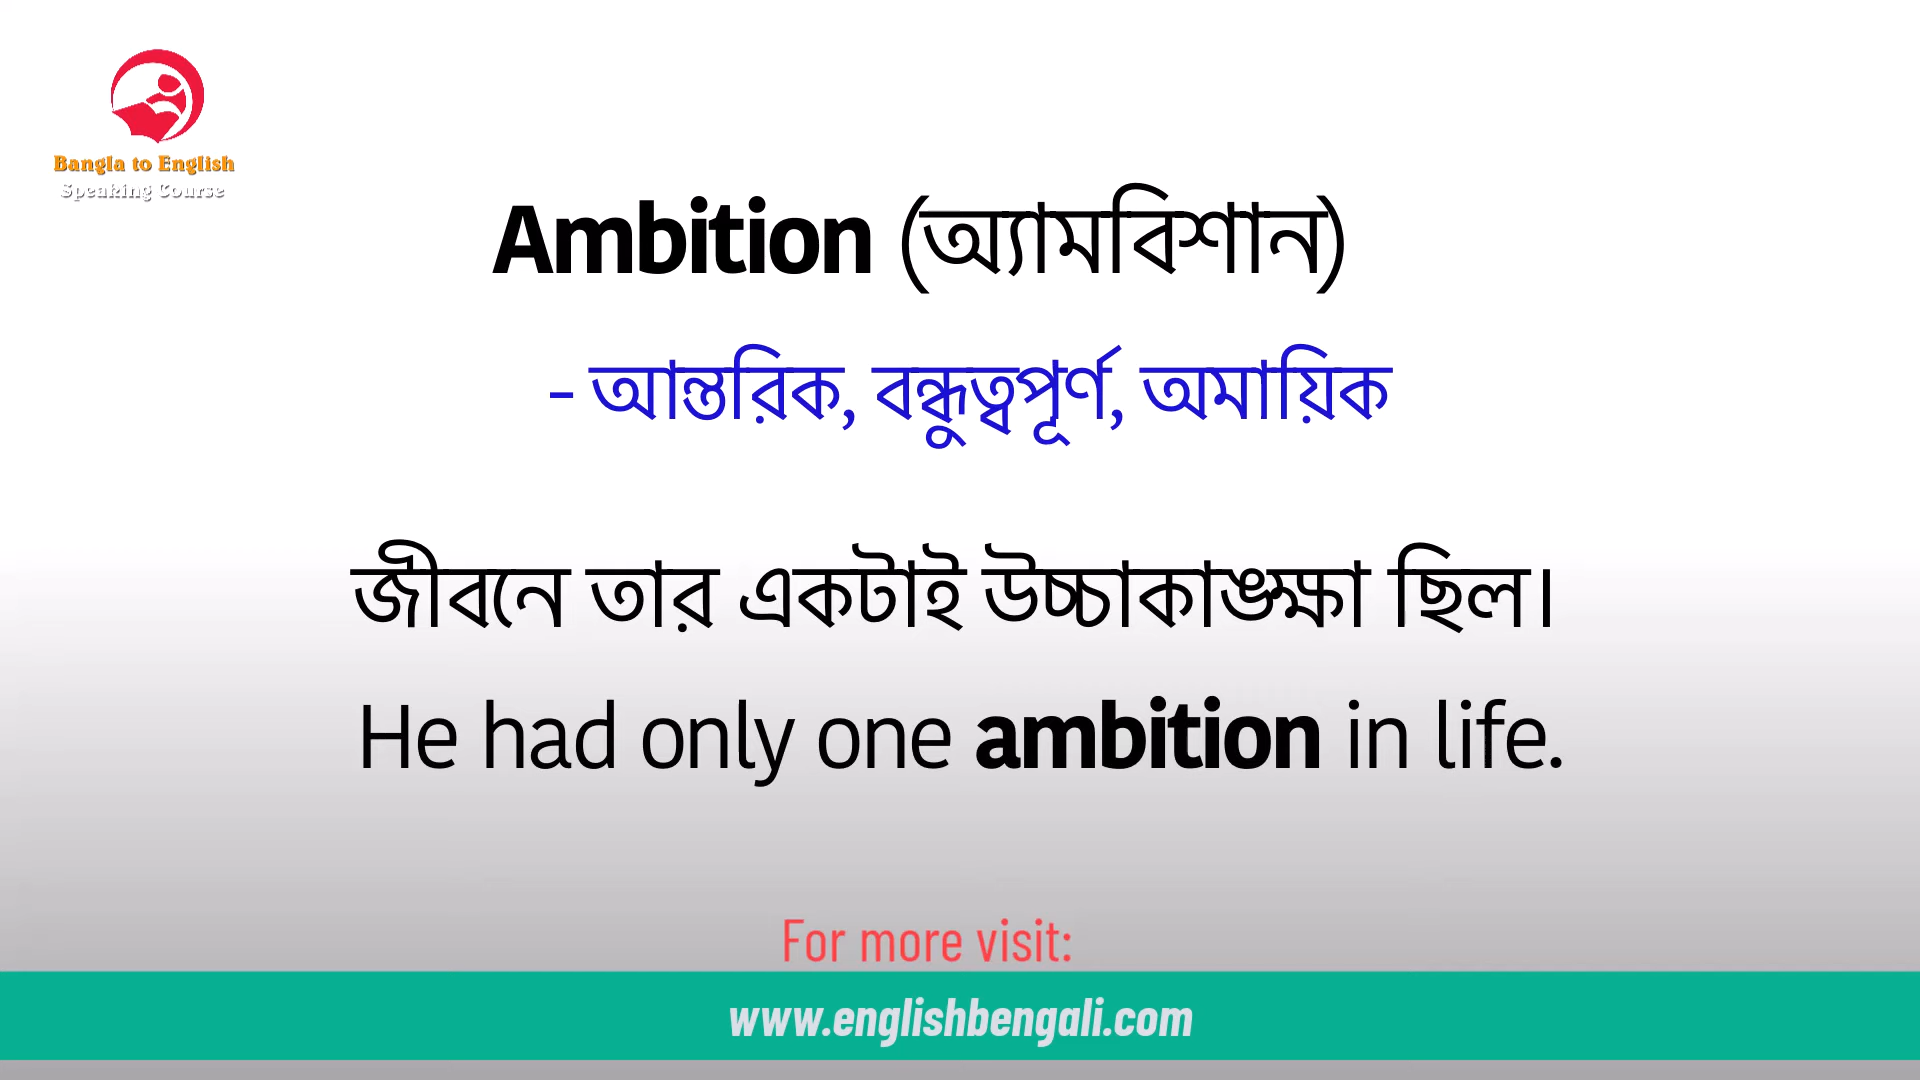 Bangla to English
Speaking Course
Ambition (অ্যামবিশান)
- আন্তরিক, বন্ধুত্বপূর্ণ, অমায়িক
জীবনে তার একটাই উচ্চাকাঙ্ক্ষা ছিল।
He had only one ambition in life.
For more visit:
www.englishbengali.com